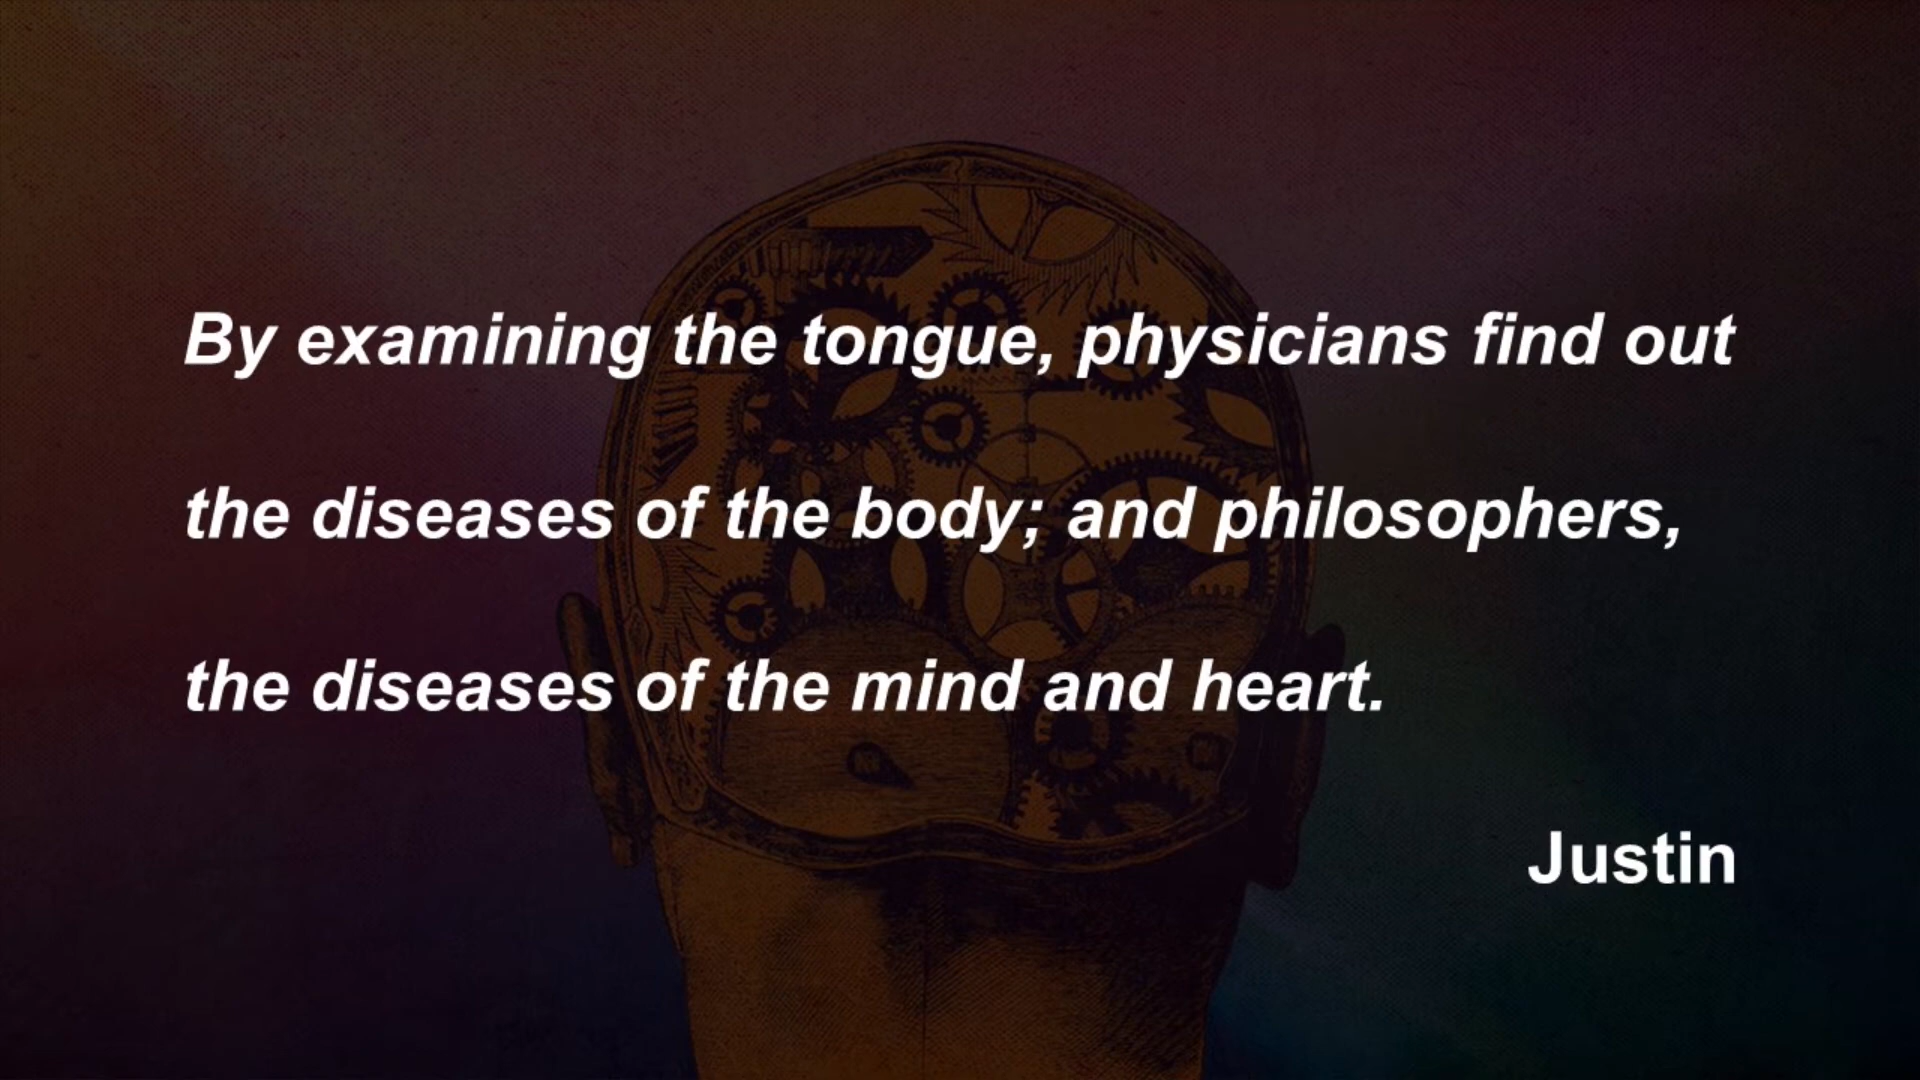 By examining the tongue, physicians find out
the diseases of the body; and philosophers,
the diseases of the mind and heart.
Justin